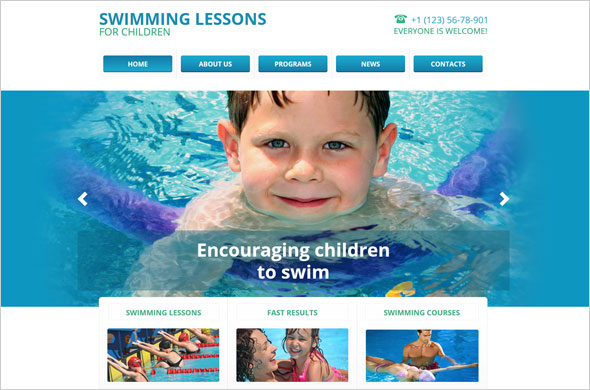 SWIMMING LESSONS
FOR CHILDREN
+1 (123) 56-78-901
EVERYONE IS WELCOME!
HOME
ABOUT US
PROGRAMS
NEWS
CONTACTS
Encouraging children
to swim
SWIMMING LESSONS
FAST RESULTS
SWIMMING COURSES